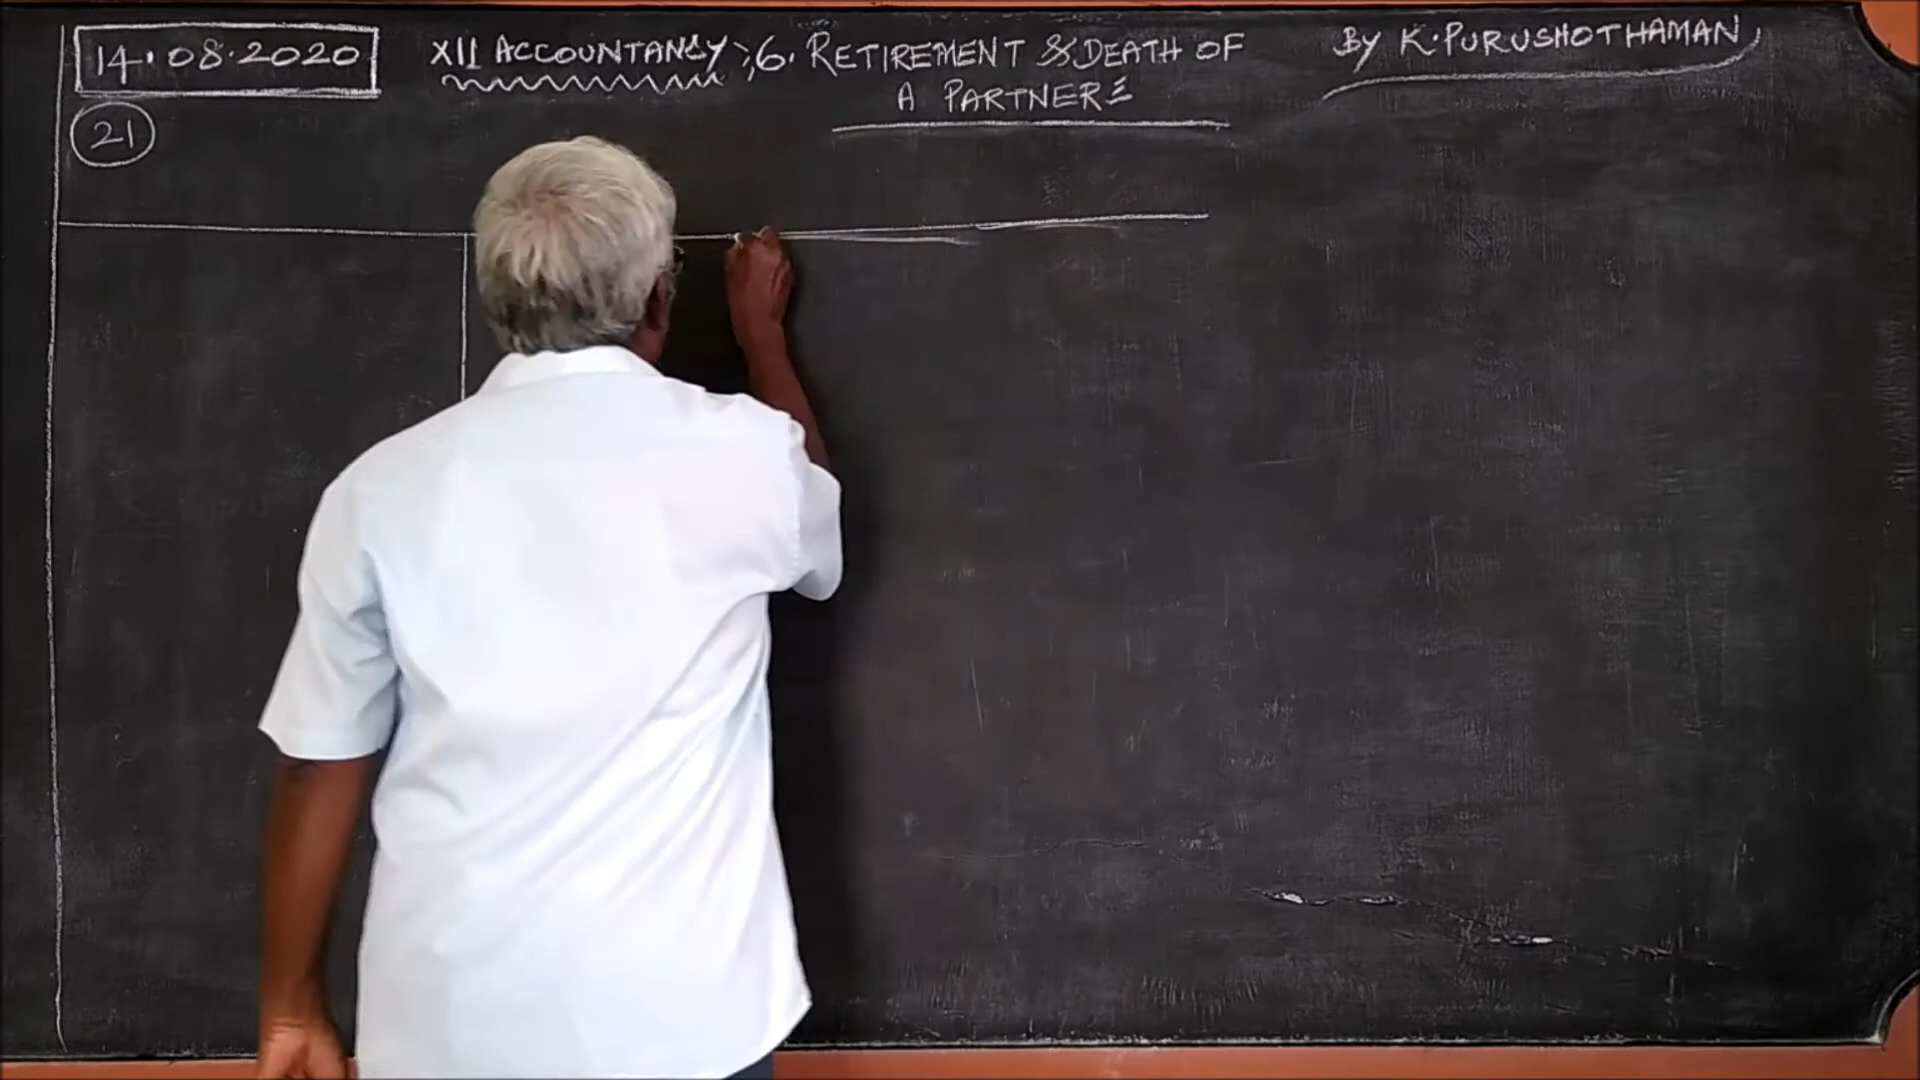 14.08.2020
XII ACCOUNTANCY :, 6. RETIREMENT & DEATH OF
A PARTNER
By K. PURUSHOTHAMAN
21